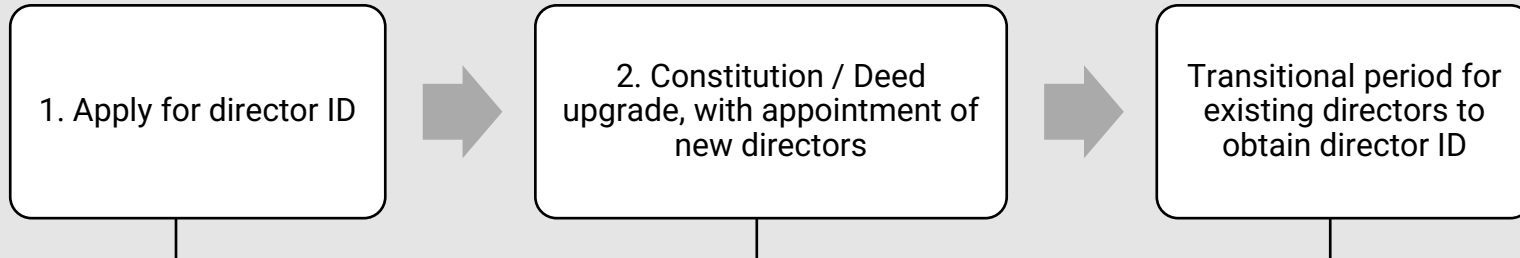 1. Apply for director ID
2. Constitution / Deed
upgrade, with appointment of
new directors
Transitional period for
existing directors to
obtain director ID